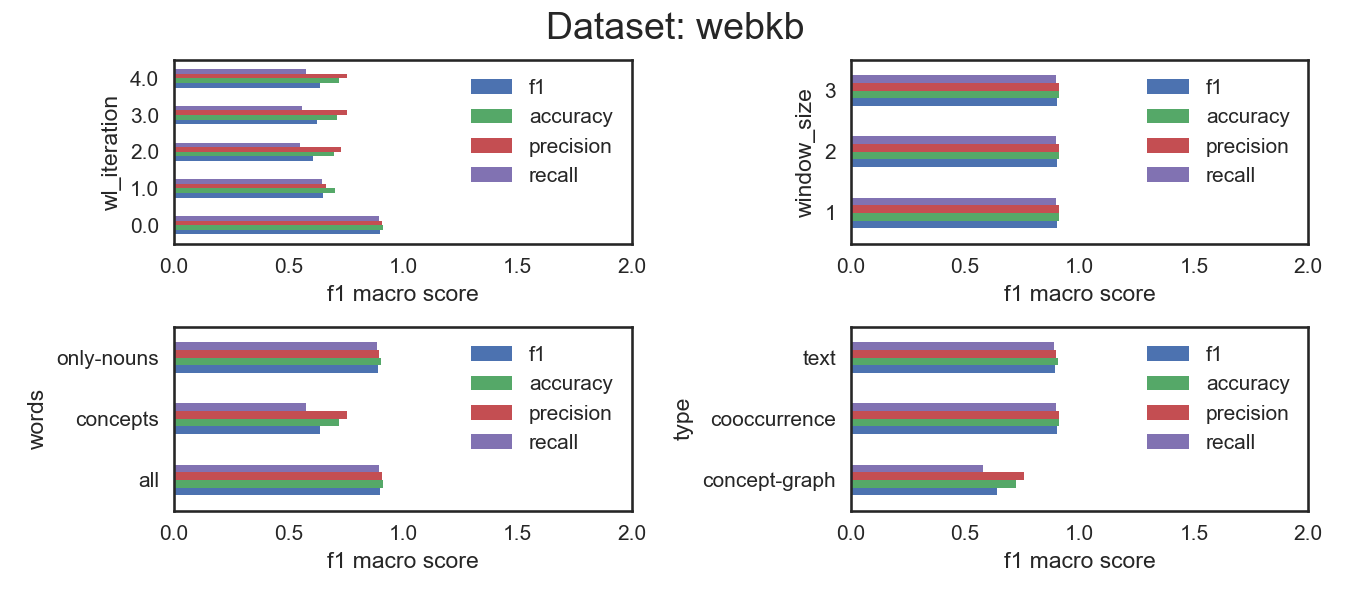 Dataset: webkb
wl_iteration
4.0
3.0
2.0
1.0
0.0
f1
accuracy
precision
recall
0.0 0.5 1.0 1.5 2.0
f1 macro score
window_size
3
2
1
f1
accuracy
precision
recall
0.0 0.5 1.0 1.5 2.0
f1 macro score
words
only-nouns
concepts
all
f1
accuracy
precision
recall
0.0 0.5 1.0 1.5 2.0
f1 macro score
type
text
cooccurrence
concept-graph
f1
accuracy
precision
recall
0.0 0.5 1.0 1.5 2.0
f1 macro score